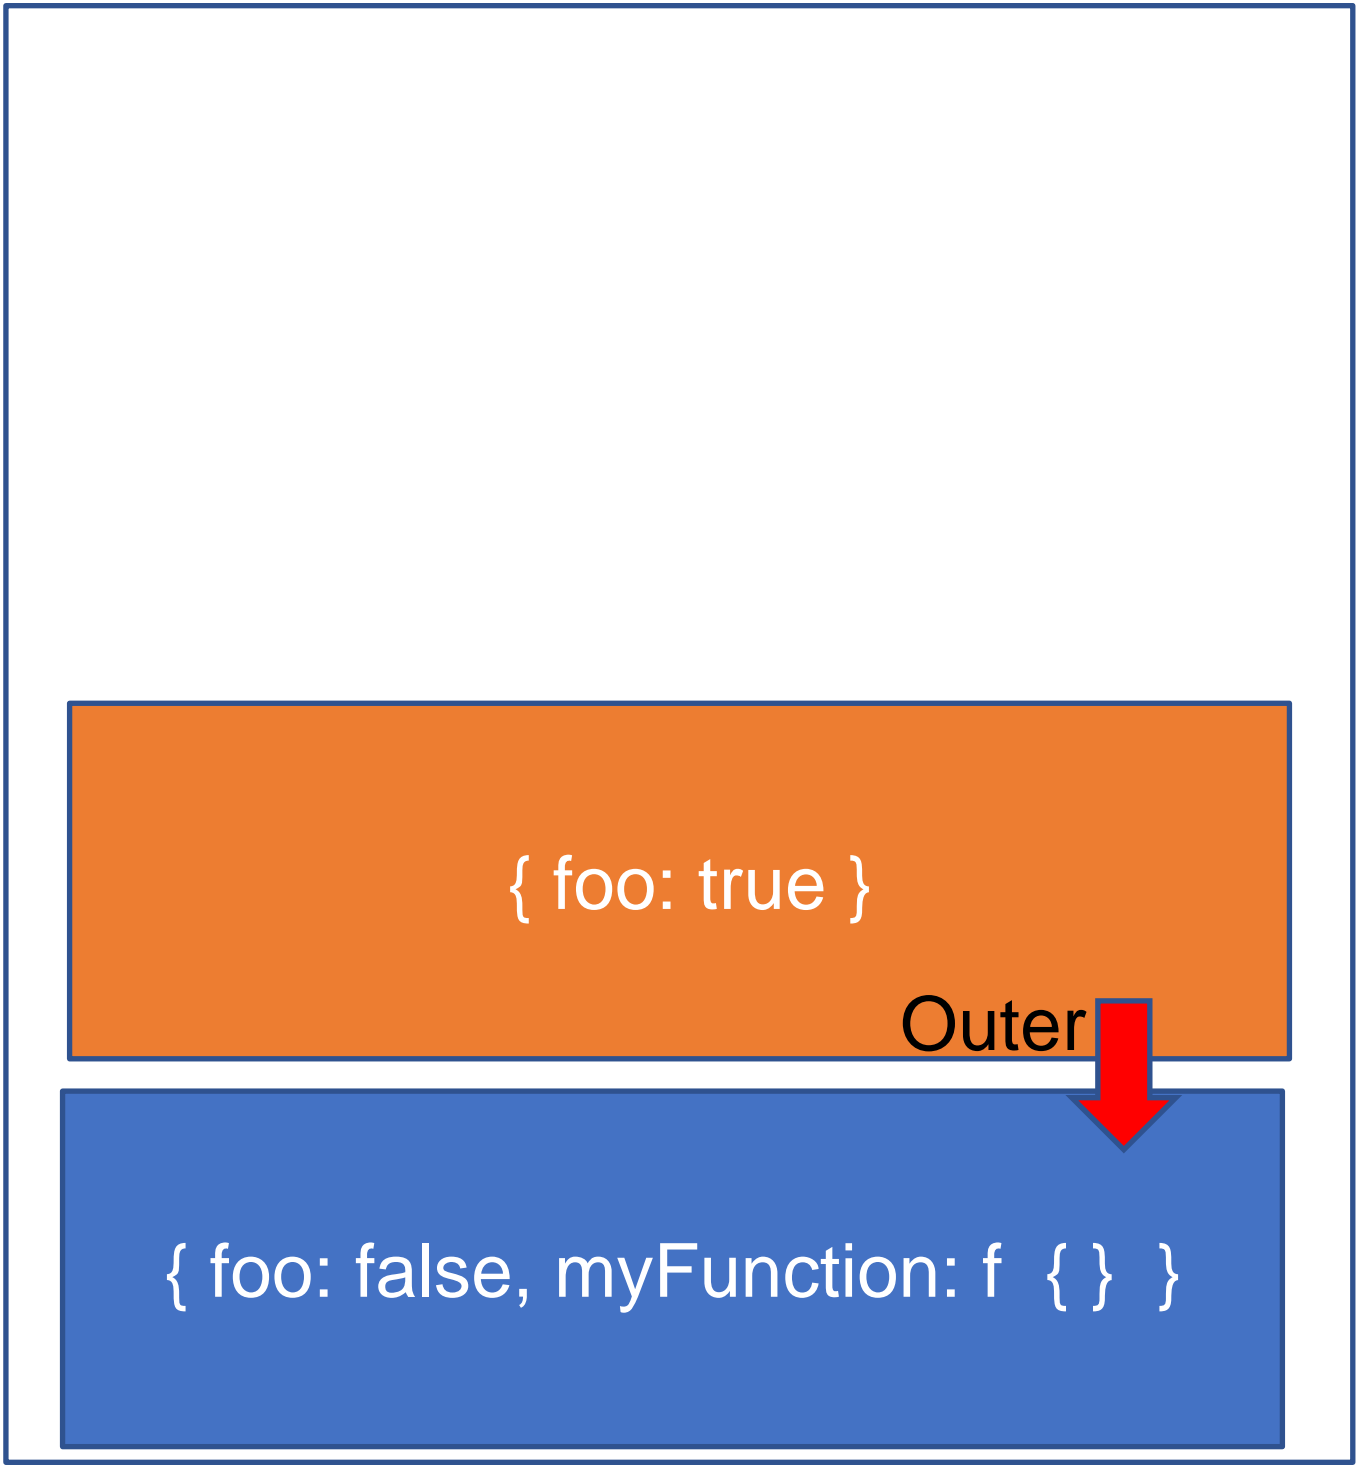 { foo: true }
Outer
{ foo: false, myFunction: f  { }  }